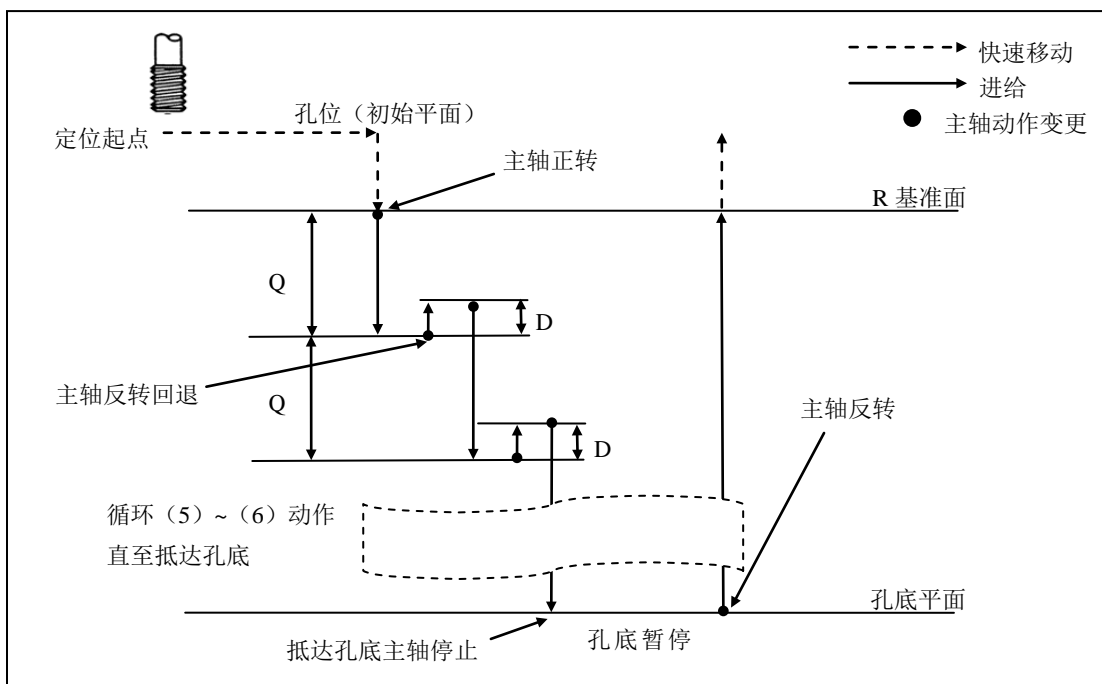 快速移动
进给
主轴动作变更
孔位（初始平面）
定位起点
主轴正转
R 基准面
Q
D
主轴反转回退
Q
主轴反转
D
循环（5）~（6）动作
直至抵达孔底
孔底平面
抵达孔底主轴停止
孔底暂停